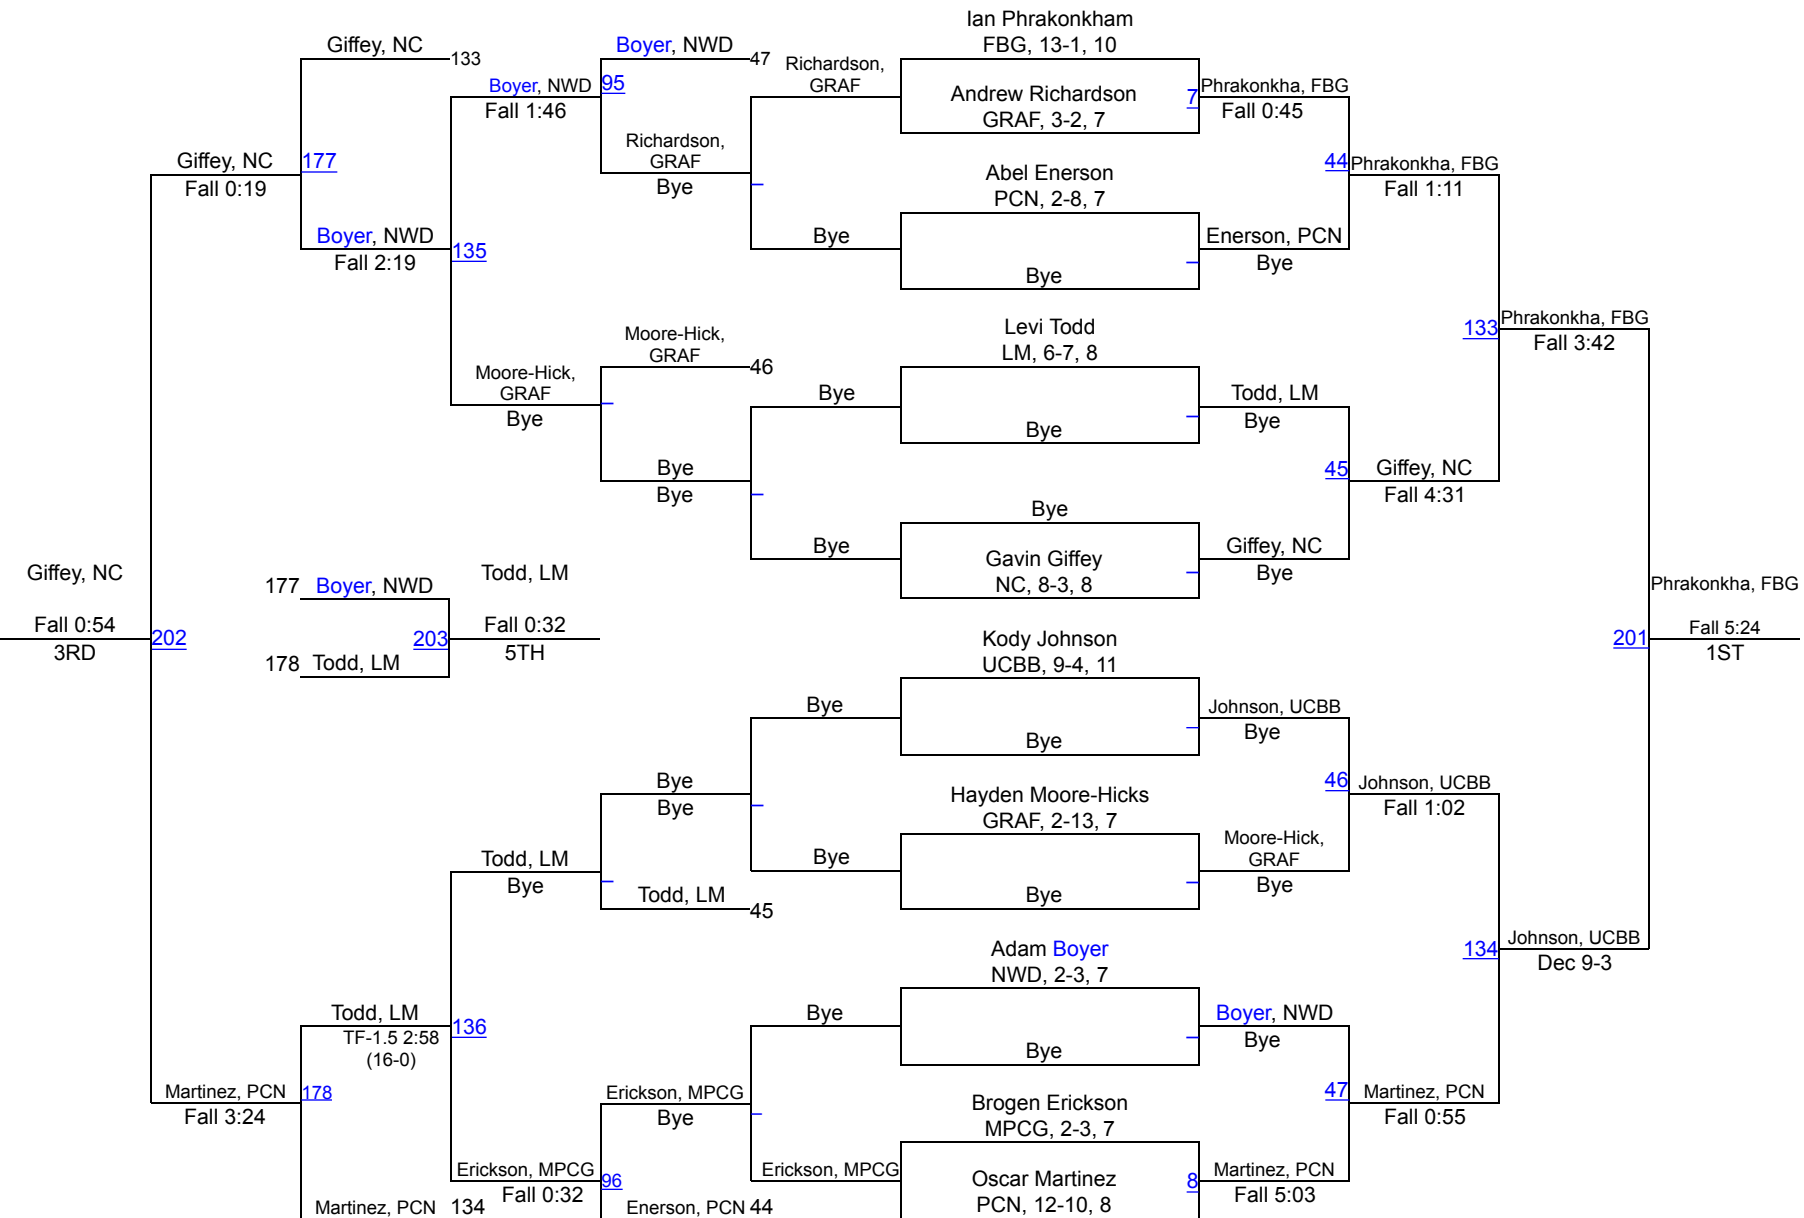 Ian Phrakonkham
FBG, 13-1, 10
Giffey, NC
133
Boyer, NWD
47
Richardson,
GRAF
Boyer, NWD
95
Fall 1:46
Andrew Richardson
GRAF, 3-2, 7
7
Phrakonkha, FBG
Fall 0:45
Richardson,
GRAF
Bye
Giffey, NC
177
Fall 0:19
Abel Enerson
PCN, 2-8, 7
44
Phrakonkha, FBG
Fall 1:11
Boyer, NWD
135
Fall 2:19
Bye
Bye
Enerson, PCN
Bye
Moore-Hick,
GRAF
46
Levi Todd
LM, 6-7, 8
133
Phrakonkha, FBG
Fall 3:42
Moore-Hick,
GRAF
Bye
Bye
Bye
Todd, LM
Bye
Bye
Bye
45
Giffey, NC
Fall 4:31
Bye
Bye
Gavin Giffey
NC, 8-3, 8
Giffey, NC
Bye
Giffey, NC
Fall 0:54
3RD
202
177
Boyer, NWD
178
Todd, LM
203
Todd, LM
Fall 0:32
5TH
Phrakonkha, FBG
201
Fall 5:24
1ST
Kody Johnson
UCBB, 9-4, 11
Bye
Bye
Johnson, UCBB
Bye
Bye
Bye
Hayden Moore-Hicks
GRAF, 2-13, 7
46
Johnson, UCBB
Fall 1:02
Todd, LM
Bye
Bye
Bye
Moore-Hick,
GRAF
Bye
Todd, LM
45
Adam Boyer
NWD, 2-3, 7
134
Johnson, UCBB
Dec 9-3
Todd, LM
TF-1.5 2:58
(16-0)
136
Bye
Bye
Boyer, NWD
Bye
Martinez, PCN
178
Fall 3:24
Erickson, MPCG
Bye
Brogen Erickson
MPCG, 2-3, 7
47
Martinez, PCN
Fall 0:55
Erickson, MPCG
96
Fall 0:32
Erickson, MPCG
Oscar Martinez
PCN, 12-10, 8
8
Martinez, PCN
Fall 5:03
Martinez, PCN
134
Enerson, PCN
44